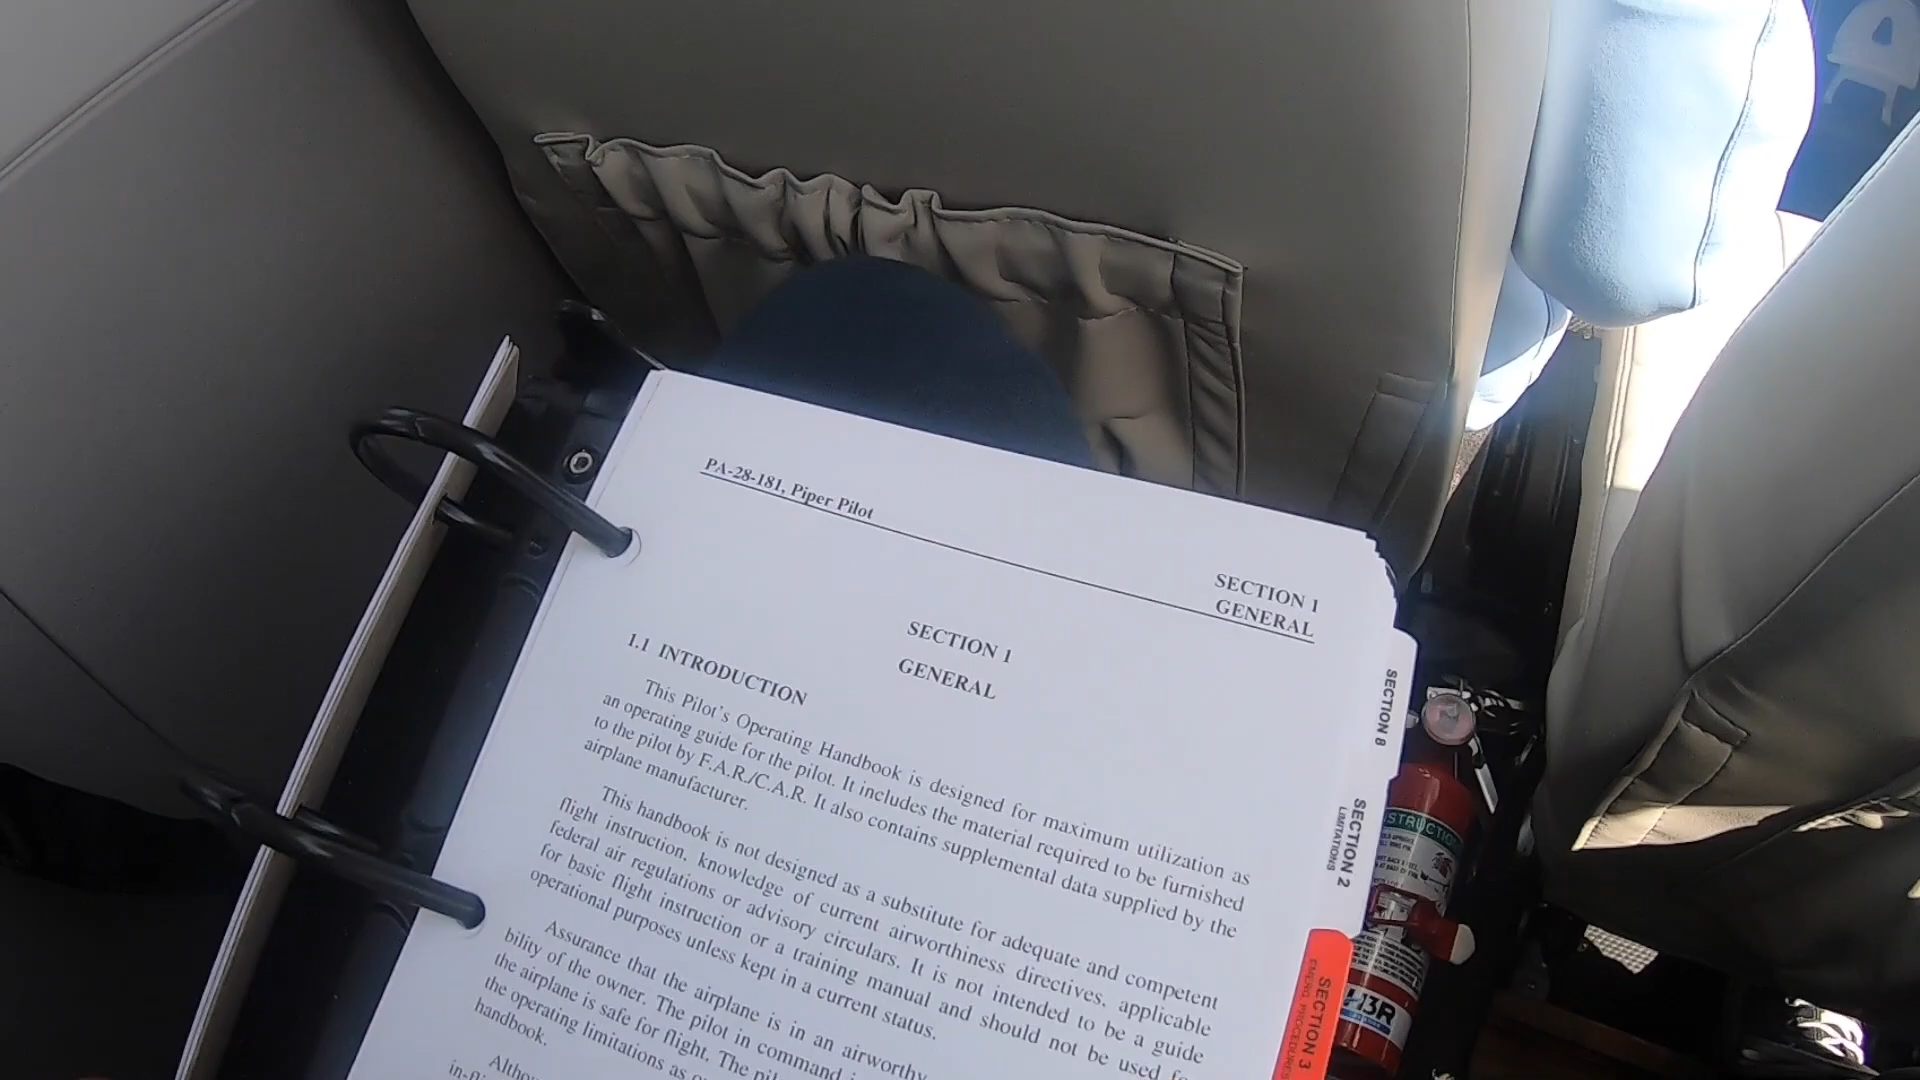 PA-28-181, Piper Pilot
SECTION 1
GENERAL
SECTION 1
GENERAL
1.1 INTRODUCTION
This Pilot's Operating Handbook is designed for maximum utilization as
an operating guide for the pilot. It includes the material required to be furnished
to the pilot by F.A.R./C.A.R. It also contains supplemental data supplied by the
airplane manufacturer.
This handbook is not designed as a substitute for adequate and competent
flight instruction, knowledge of current airworthiness directives, applicable
federal air regulations or advisory circulars. It is not intended to be a guide
for basic flight instruction or a training manual and should not be used
operational purposes unless kept in a current status.
Assurance that the airplane is in an airworthy
bility of the owner. The pilot in command
the airplane is safe for flight. The
the operating limitations as
handbook.
SECTION 8
SECTION 2
LIMITATIONS
SECTION 3
EMERG. PROCEDURES
H3R